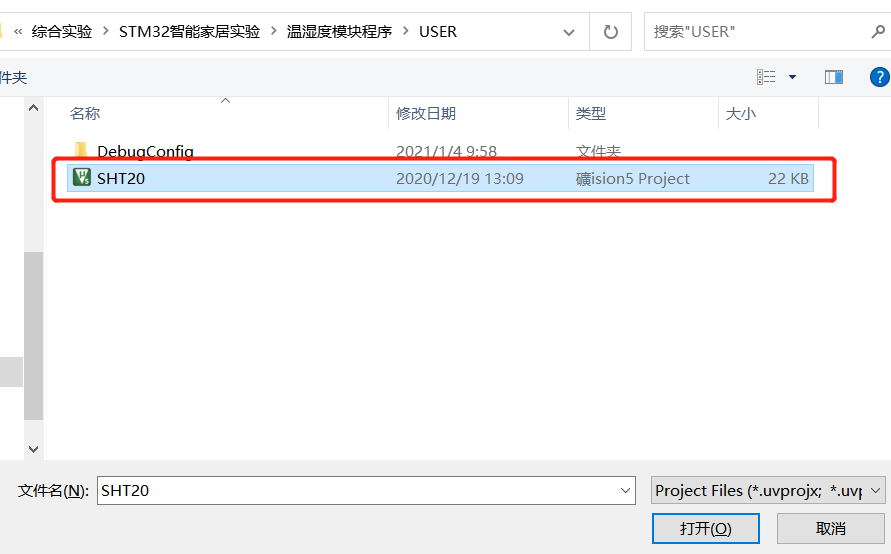 « 综合实验 › STM32智能家居实验 › 温湿度模块程序 › USER
搜索"USER"
件夹
名称 修改日期 类型 大小
DebugConfig 2021/1/4 9:58 文件夹
SHT20 2020/12/19 13:09 礦ision5 Project 22 KB
文件名(N): SHT20 Project Files (*.uvprojx; *.uvp
打开(O) 取消